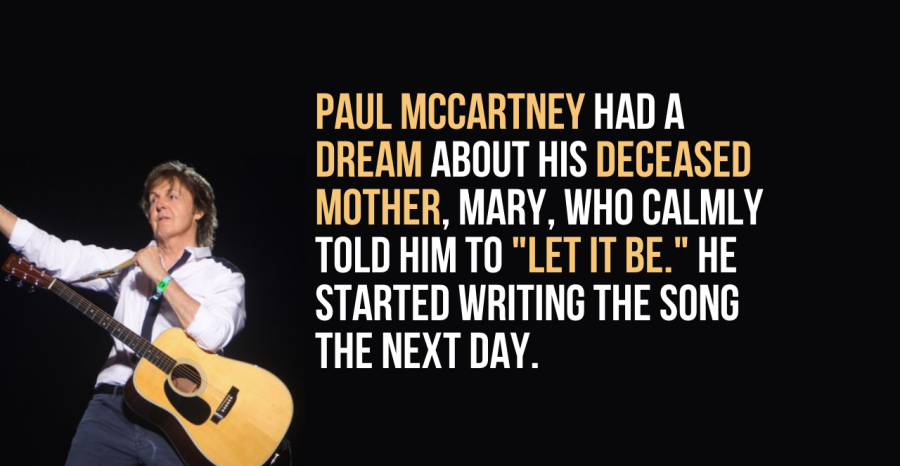 PAUL MCCARTNEY HAD A
DREAM ABOUT HIS DECEASED
MOTHER, MARY, WHO CALMLY
TOLD HIM TO "LET IT BE." HE
STARTED WRITING THE SONG
THE NEXT DAY.